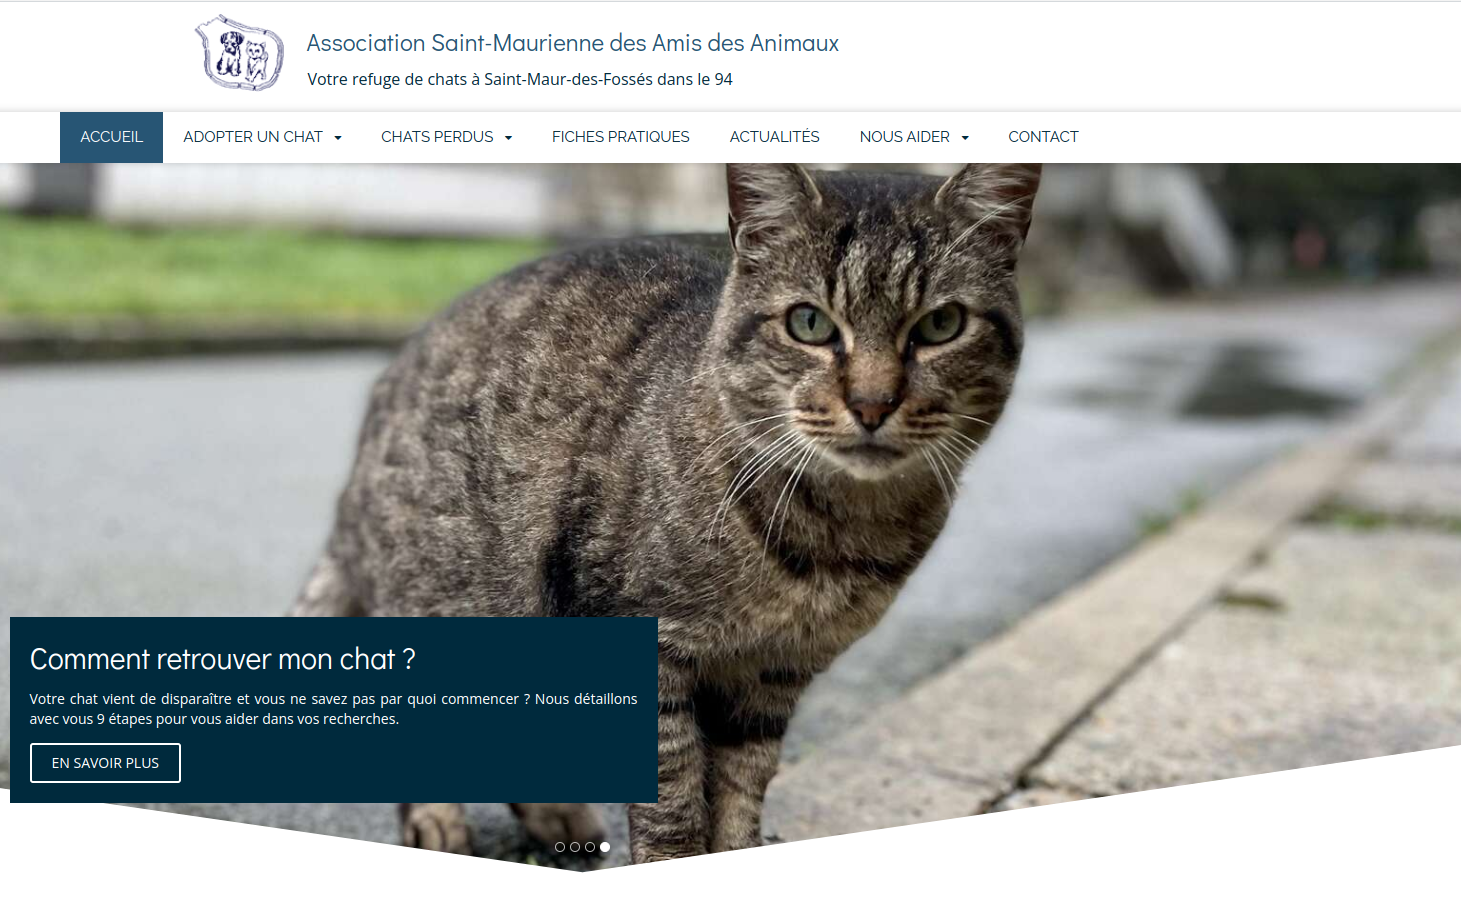 Association Saint-Maurienne des Amis des Animaux
Votre refuge de chats à Saint-Maur-des-Fossés dans le 94
ACCUEIL ADOPTER UN CHAT CHATS PERDUS FICHES PRATIQUES ACTUALITÉS NOUS AIDER CONTACT
Comment retrouver mon chat ?
Votre chat vient de disparaître et vous ne savez pas par quoi commencer ? Nous détaillons
avec vous 9 étapes pour vous aider dans vos recherches.
EN SAVOIR PLUS